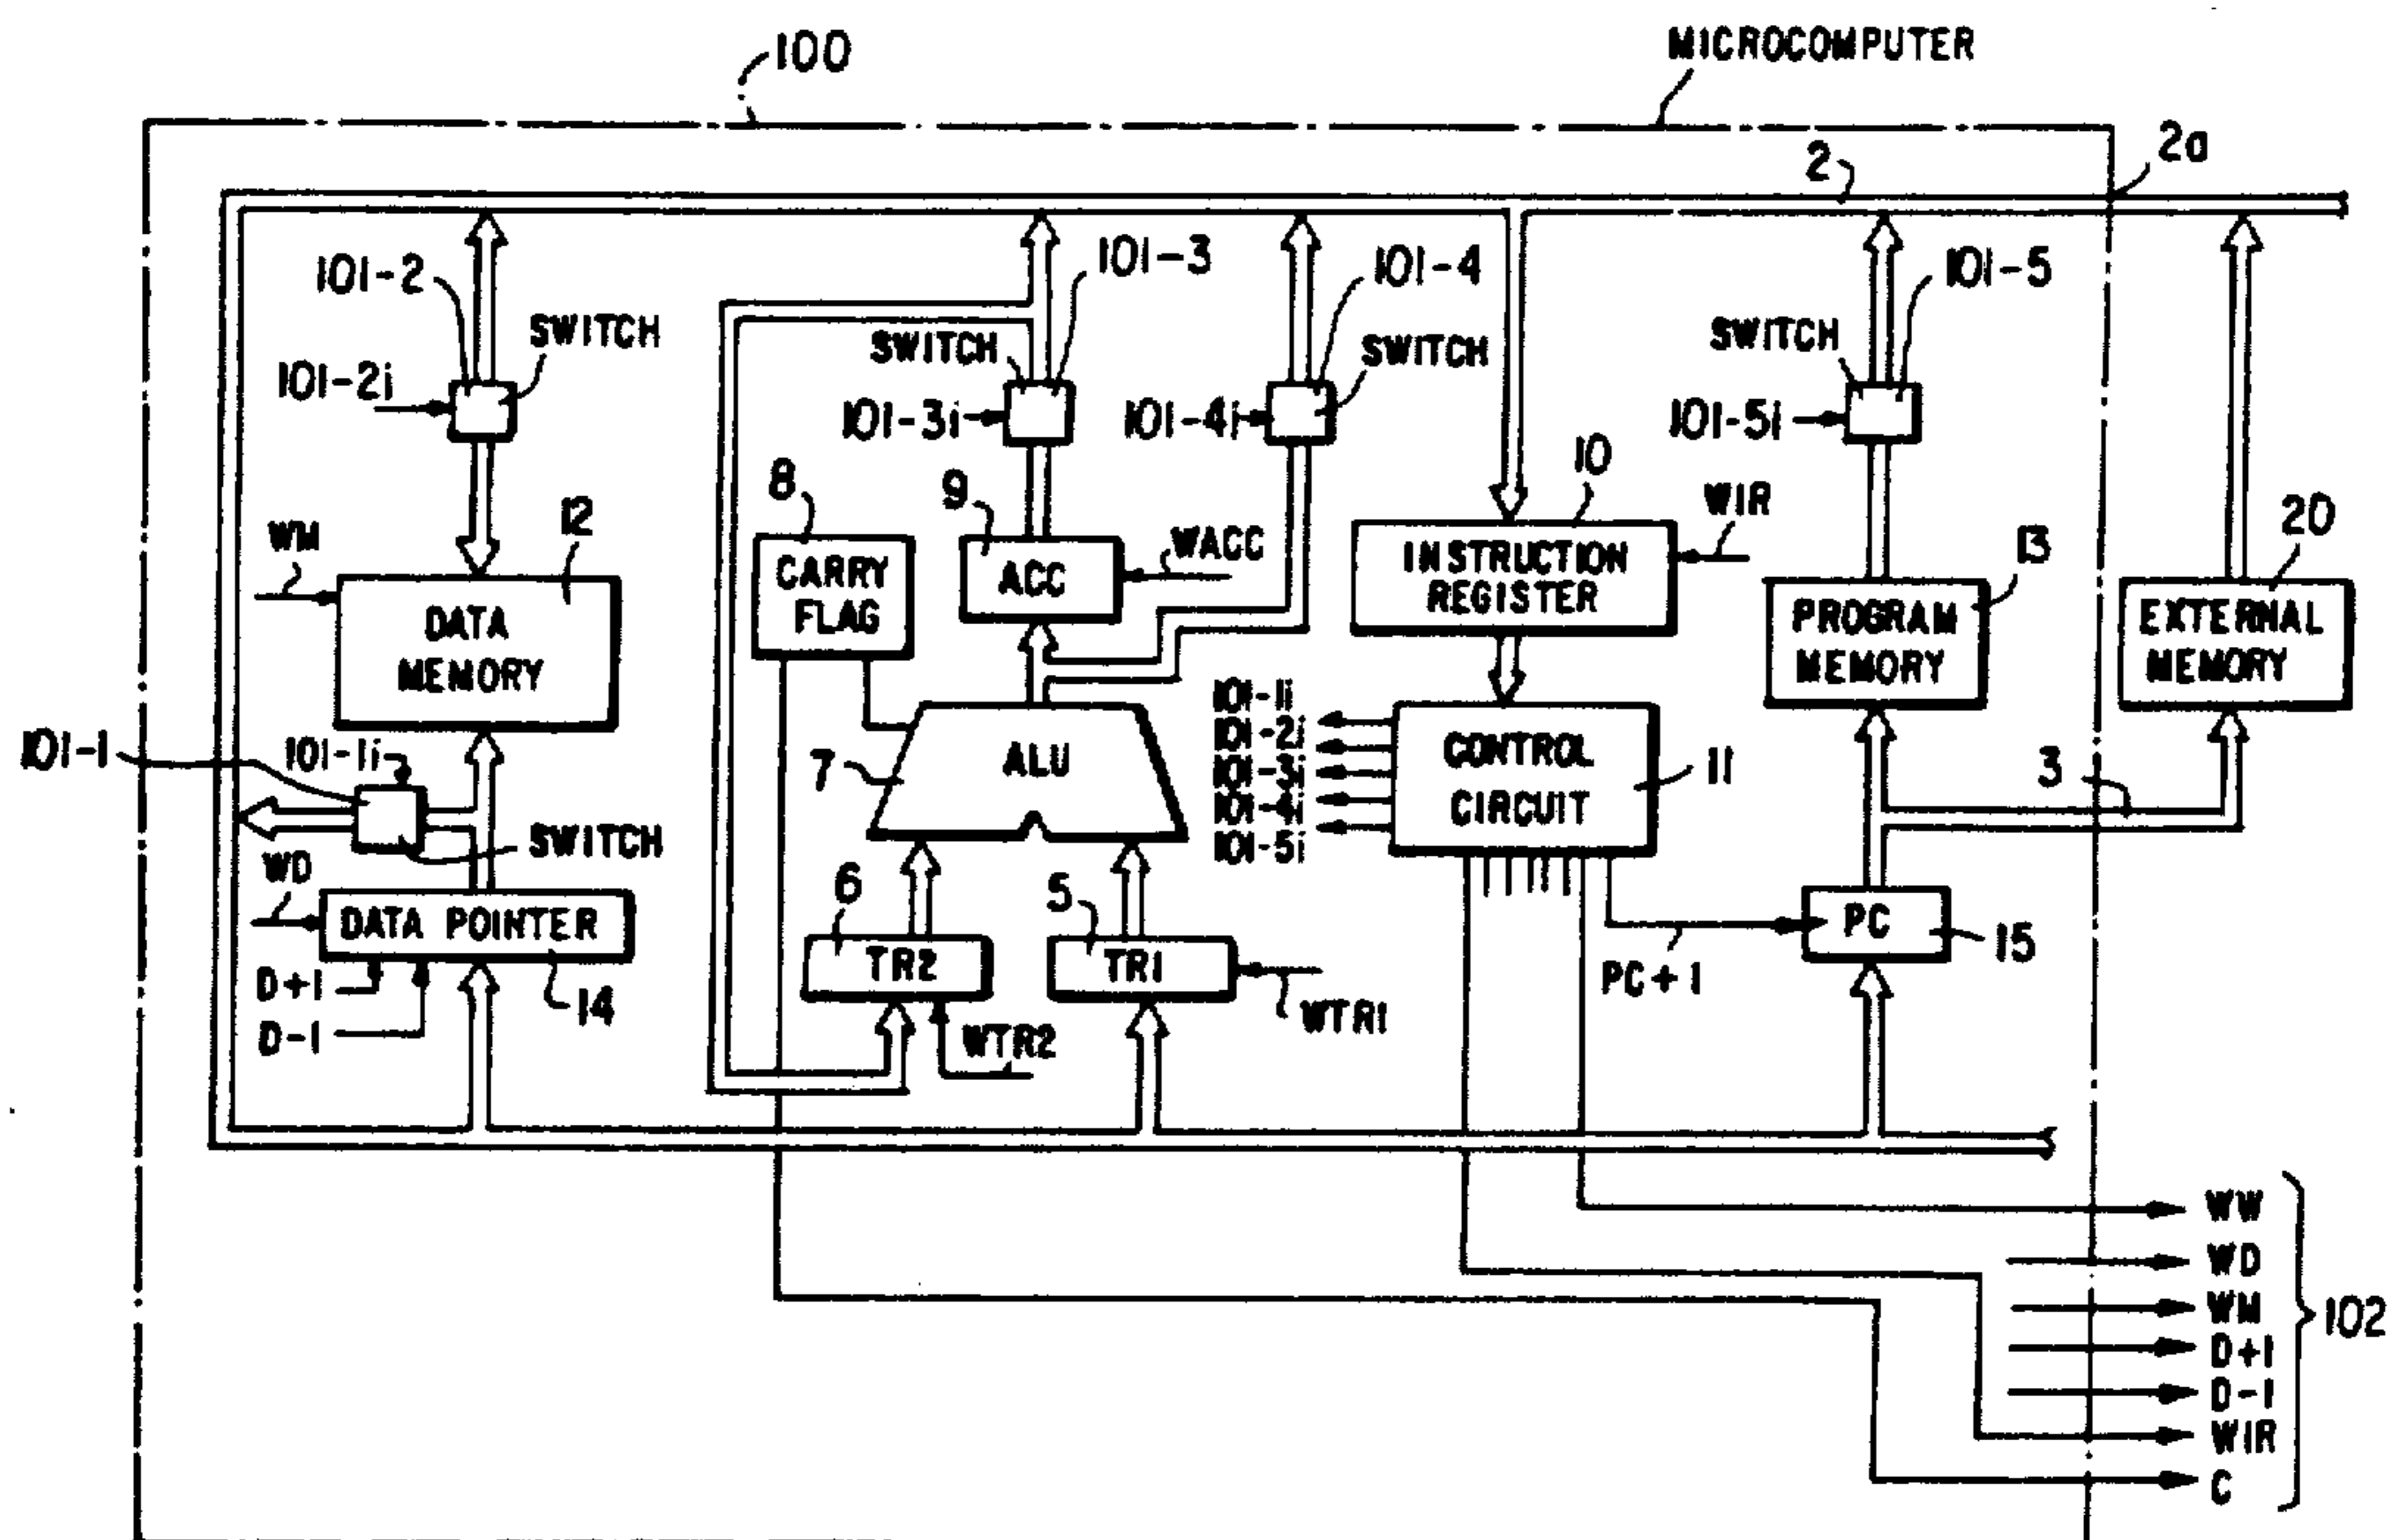 100
MICROCOMPUTER
2
2a
101-2
101-3
101-4
101-5
SWITCH
SWITCH
SWITCH
SWITCH
101-2i
101-3i
101-4i
101-5i
10
8
9
WIR
WM
12
WACC
20
13
CARRY
FLAG
ACC
INSTRUCTION
REGISTER
DATA
MEMORY
PROGRAM
MEMORY
EXTERNAL
MEMORY
101-1i
101-2i
101-3i
101-4i
101-5i
101-1
101-1i
7
ALU
CONTROL
CIRCUIT
11
3
SWITCH
WD
DATA POINTER
6
5
PC
15
TR2
TR1
D+1
14
PC+1
D-1
WTR2
WTR1
WW
WD
WM
D+1
D-1
WIR
C
102